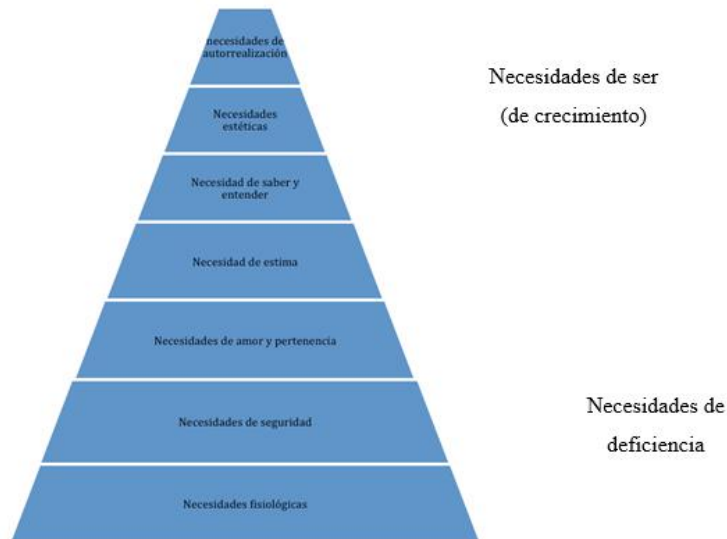 necesidades de
autorrealización
Necesidades de ser
(de crecimiento)
Necesidades
estéticas
Necesidad de saber y
entender
Necesidad de estima
Necesidades de amor y pertenencia
Necesidades de seguridad
Necesidades de
deficiencia
Necesidades fisiológicas